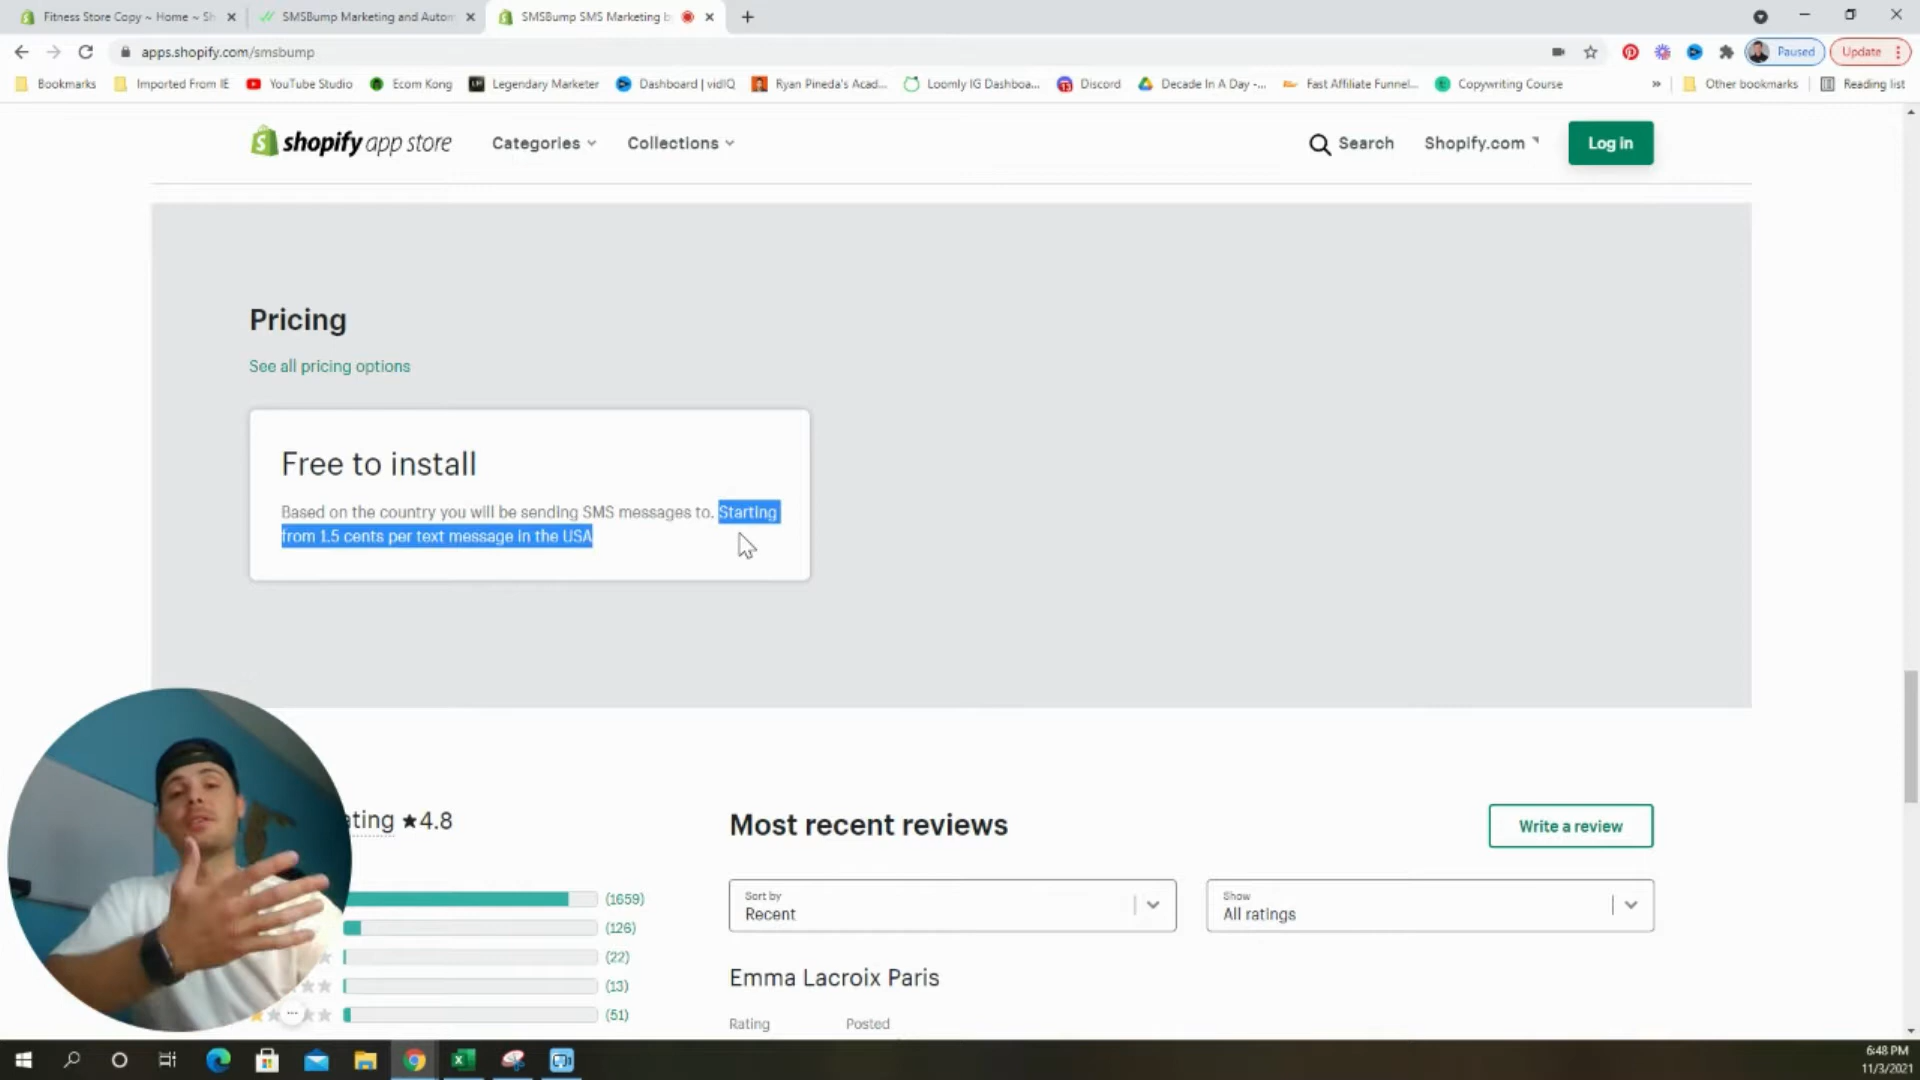 Fitness Store Copy ~ Home ~ Sh
SMSBump Marketing and Autom
SMSBump SMS Marketing b
apps.shopify.com/smsbump
Paused
Update
Bookmarks
Imported From IE
YouTube Studio
Ecom Kong
Legendary Marketer
Dashboard | vidIQ
Ryan Pineda's Acad...
Loomly IG Dashboa...
Discord
Decade In A Day -...
Fast Affiliate Funnel...
Copywriting Course
»
Other bookmarks
Reading list
shopify app store
Categories
Collections
Search
Shopify.com
Log in
Pricing
See all pricing options
Free to install
Based on the country you will be sending SMS messages to. Starting
from 1.5 cents per text message in the USA
ating ★4.8
(1659)
(126)
(22)
(13)
(51)
Most recent reviews
Write a review
Sort by
Recent
Show
All ratings
Emma Lacroix Paris
Rating
Posted
6:48 PM
11/3/2021